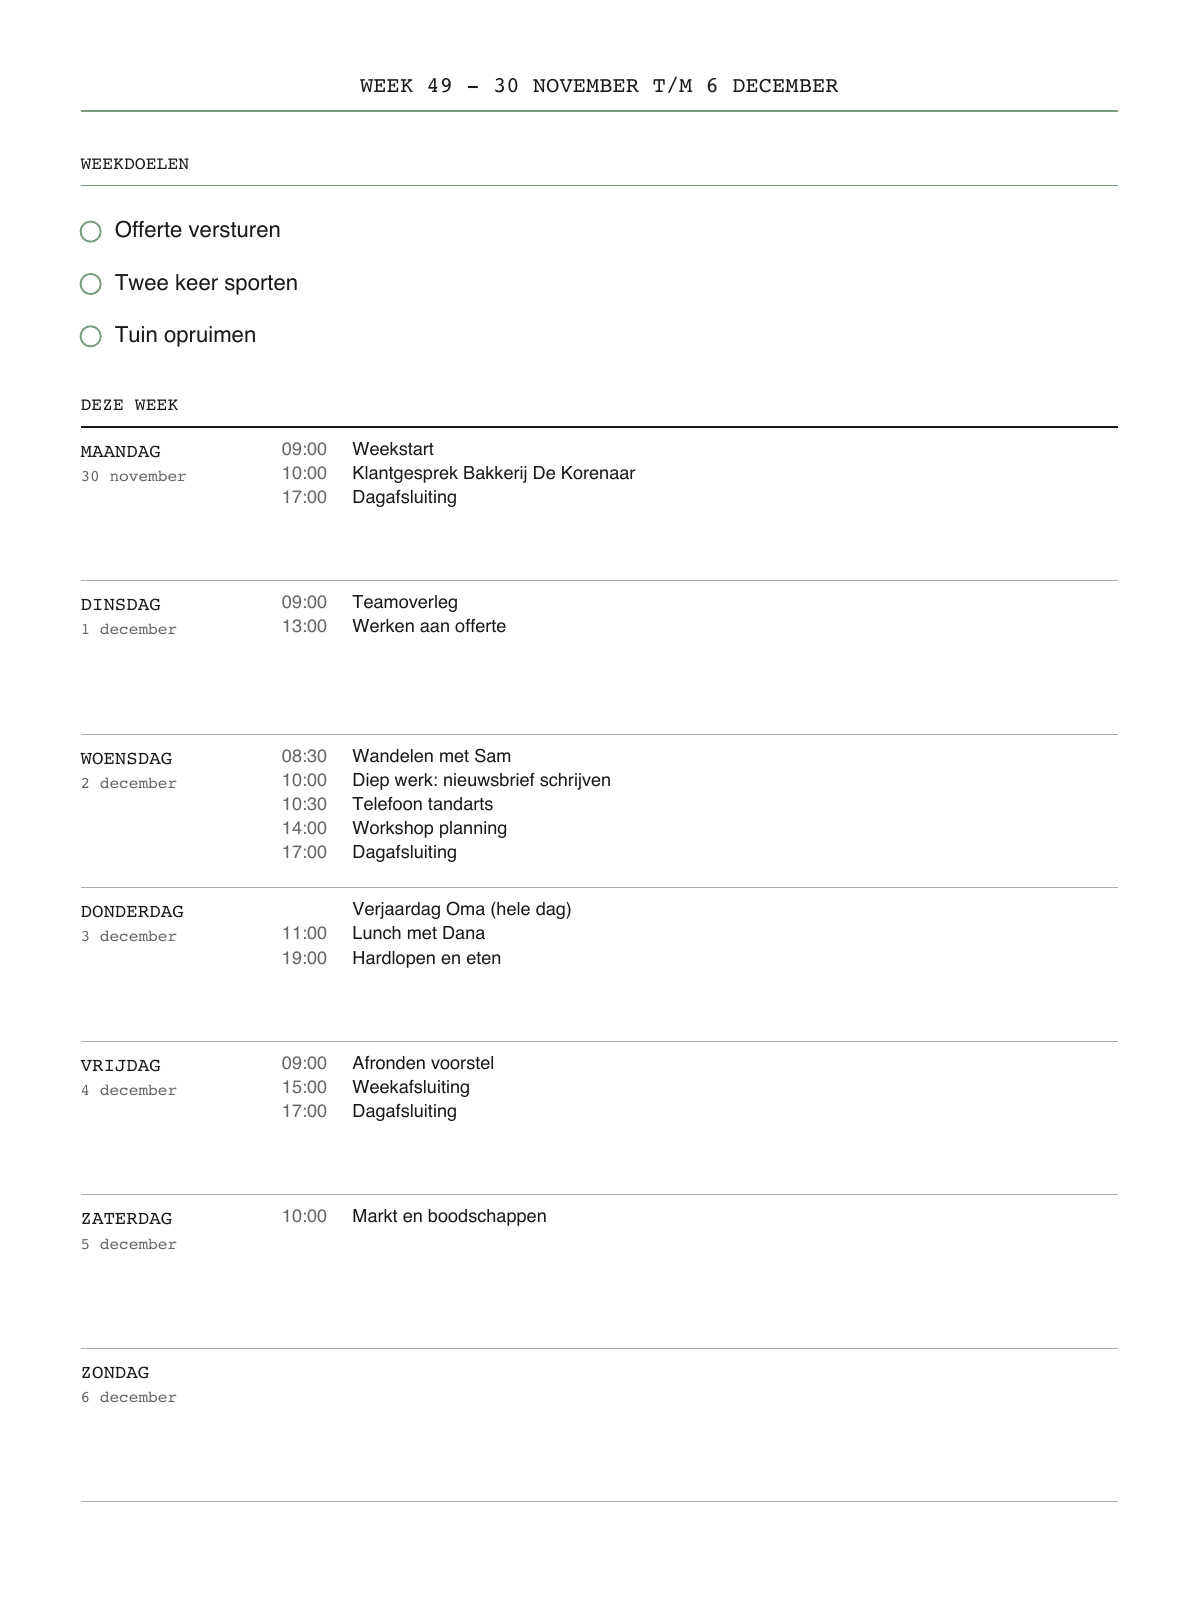 WEEK 49 – 30 NOVEMBER T/M 6 DECEMBER
WEEKDOELEN
Offerte versturen
Twee keer sporten
Tuin opruimen
DEZE WEEK
MAANDAG
30 november
09:00 Weekstart
10:00 Klantgesprek Bakkerij De Korenaar
17:00 Dagafsluiting
DINSDAG
1 december
09:00 Teamoverleg
13:00 Werken aan offerte
WOENSDAG
2 december
08:30 Wandelen met Sam
10:00 Diep werk: nieuwsbrief schrijven
10:30 Telefoon tandarts
14:00 Workshop planning
17:00 Dagafsluiting
DONDERDAG
3 december
Verjaardag Oma (hele dag)
11:00 Lunch met Dana
19:00 Hardlopen en eten
VRIJDAG
4 december
09:00 Afronden voorstel
15:00 Weekafsluiting
17:00 Dagafsluiting
ZATERDAG
5 december
10:00 Markt en boodschappen
ZONDAG
6 december